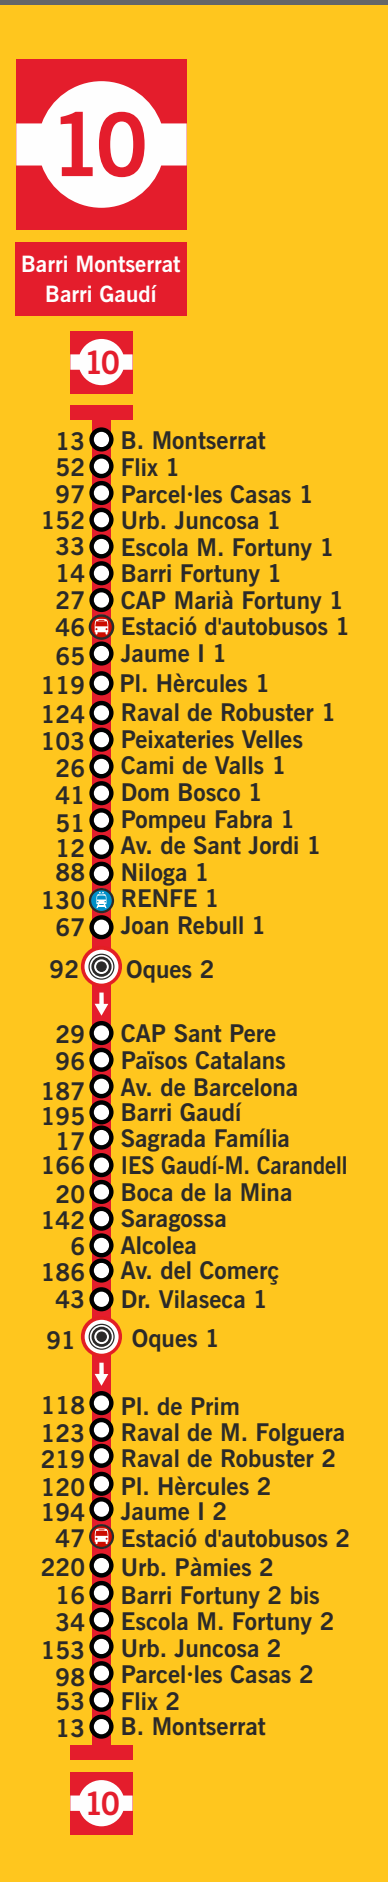 10
Barri Montserrat
Barri Gaudí
10
13 B. Montserrat
52 Flix 1
97 Parcel·les Casas 1
152 Urb. Juncosa 1
33 Escola M. Fortuny 1
14 Barri Fortuny 1
27 CAP Marià Fortuny 1
46 Estació d'autobusos 1
65 Jaume I 1
119 Pl. Hèrcules 1
124 Raval de Robuster 1
103 Peixateries Velles
26 Cami de Valls 1
41 Dom Bosco 1
51 Pompeu Fabra 1
12 Av. de Sant Jordi 1
88 Niloga 1
130 RENFE 1
67 Joan Rebull 1
92 Oques 2
29 CAP Sant Pere
96 Països Catalans
187 Av. de Barcelona
195 Barri Gaudí
17 Sagrada Família
166 IES Gaudí-M. Carandell
20 Boca de la Mina
142 Saragossa
6 Alcolea
186 Av. del Comerç
43 Dr. Vilaseca 1
91 Oques 1
118 Pl. de Prim
123 Raval de M. Folguera
219 Raval de Robuster 2
120 Pl. Hèrcules 2
194 Jaume I 2
47 Estació d'autobusos 2
220 Urb. Pàmies 2
16 Barri Fortuny 2 bis
34 Escola M. Fortuny 2
153 Urb. Juncosa 2
98 Parcel·les Casas 2
53 Flix 2
13 B. Montserrat
10